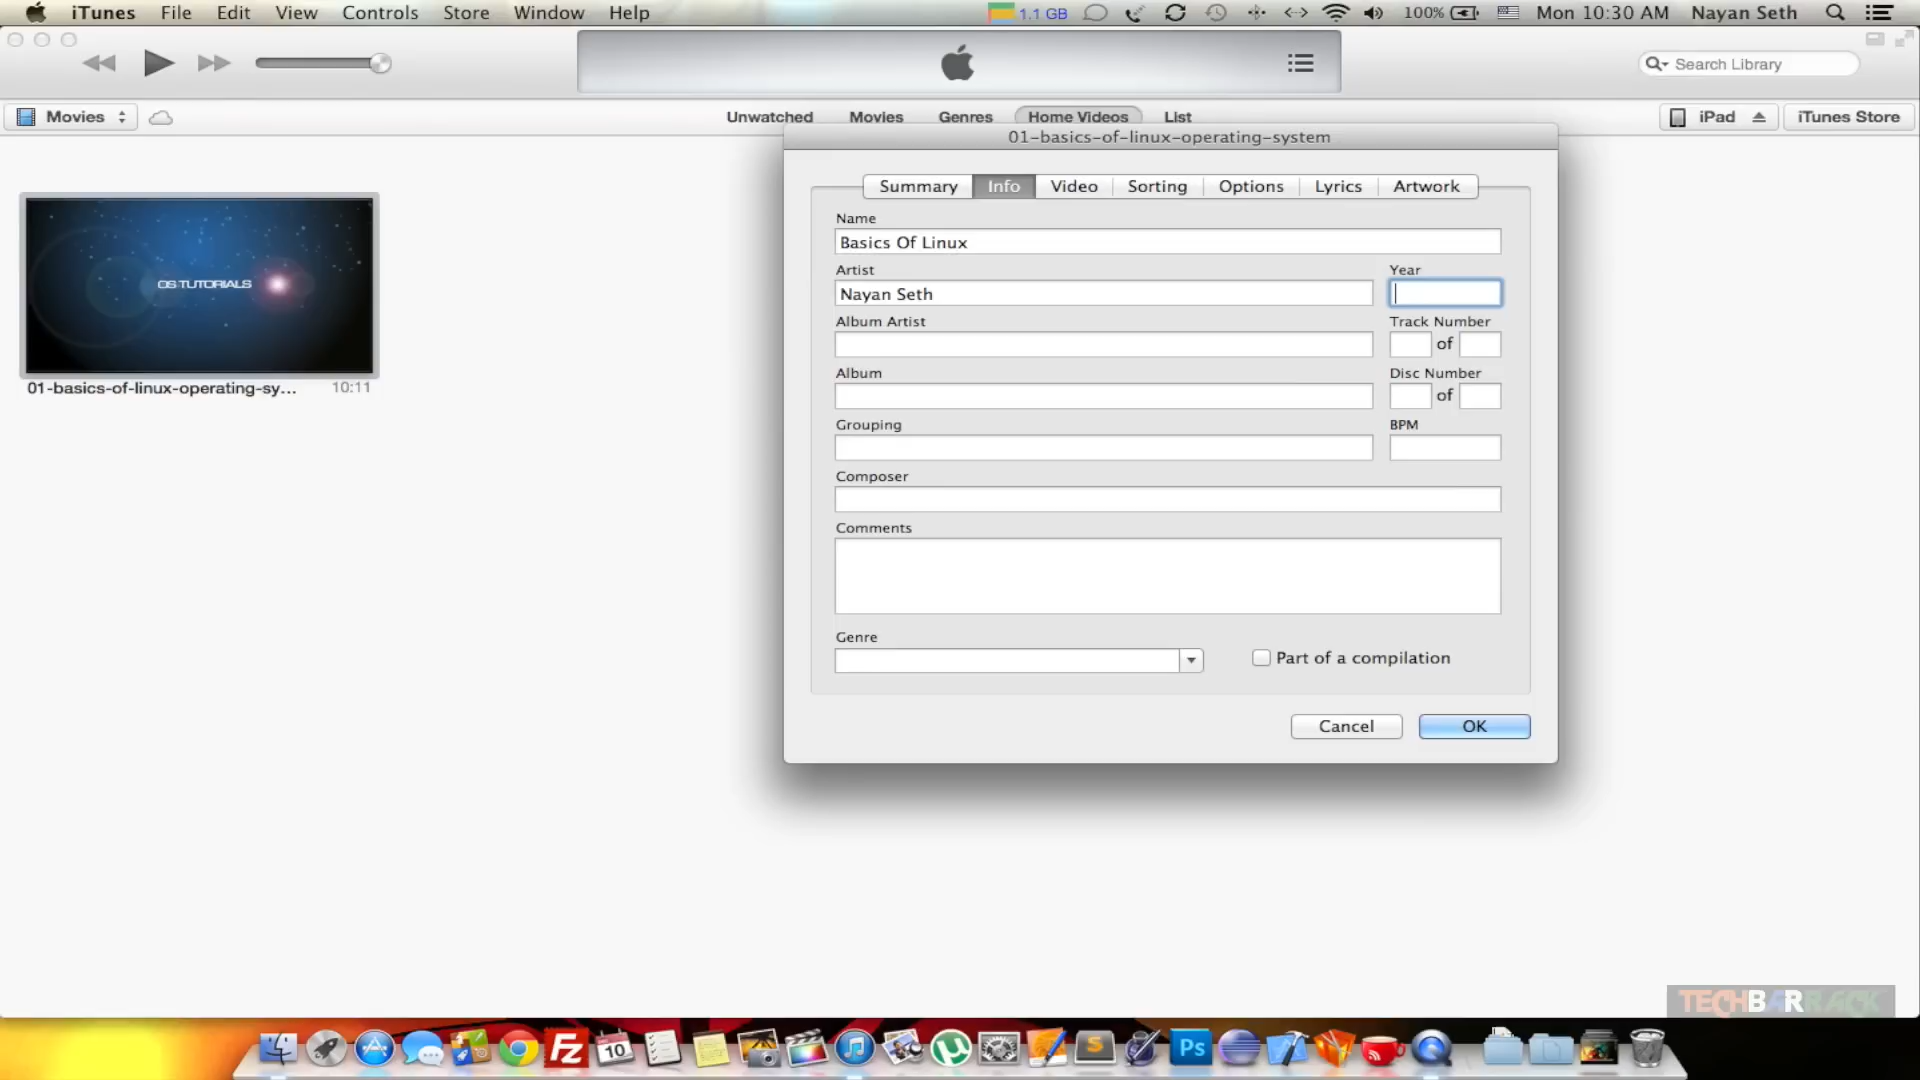 iTunes File Edit View Controls Store Window Help 1.1 GB 100% Mon 10:30 AM Nayan Seth
Search Library
Movies Unwatched Movies Genres Home Videos List iPad iTunes Store
01-basics-of-linux-operating-system
Summary Info Video Sorting Options Lyrics Artwork
Name
Basics Of Linux
Artist Year
Nayan Seth
Album Artist Track Number
of
Album Disc Number
of
Grouping BPM
Composer
Comments
Genre
Part of a compilation
Cancel OK
OS TUTORIALS
01-basics-of-linux-operating-sy... 10:11
TECHBARRACK
FZ 10 S Ps